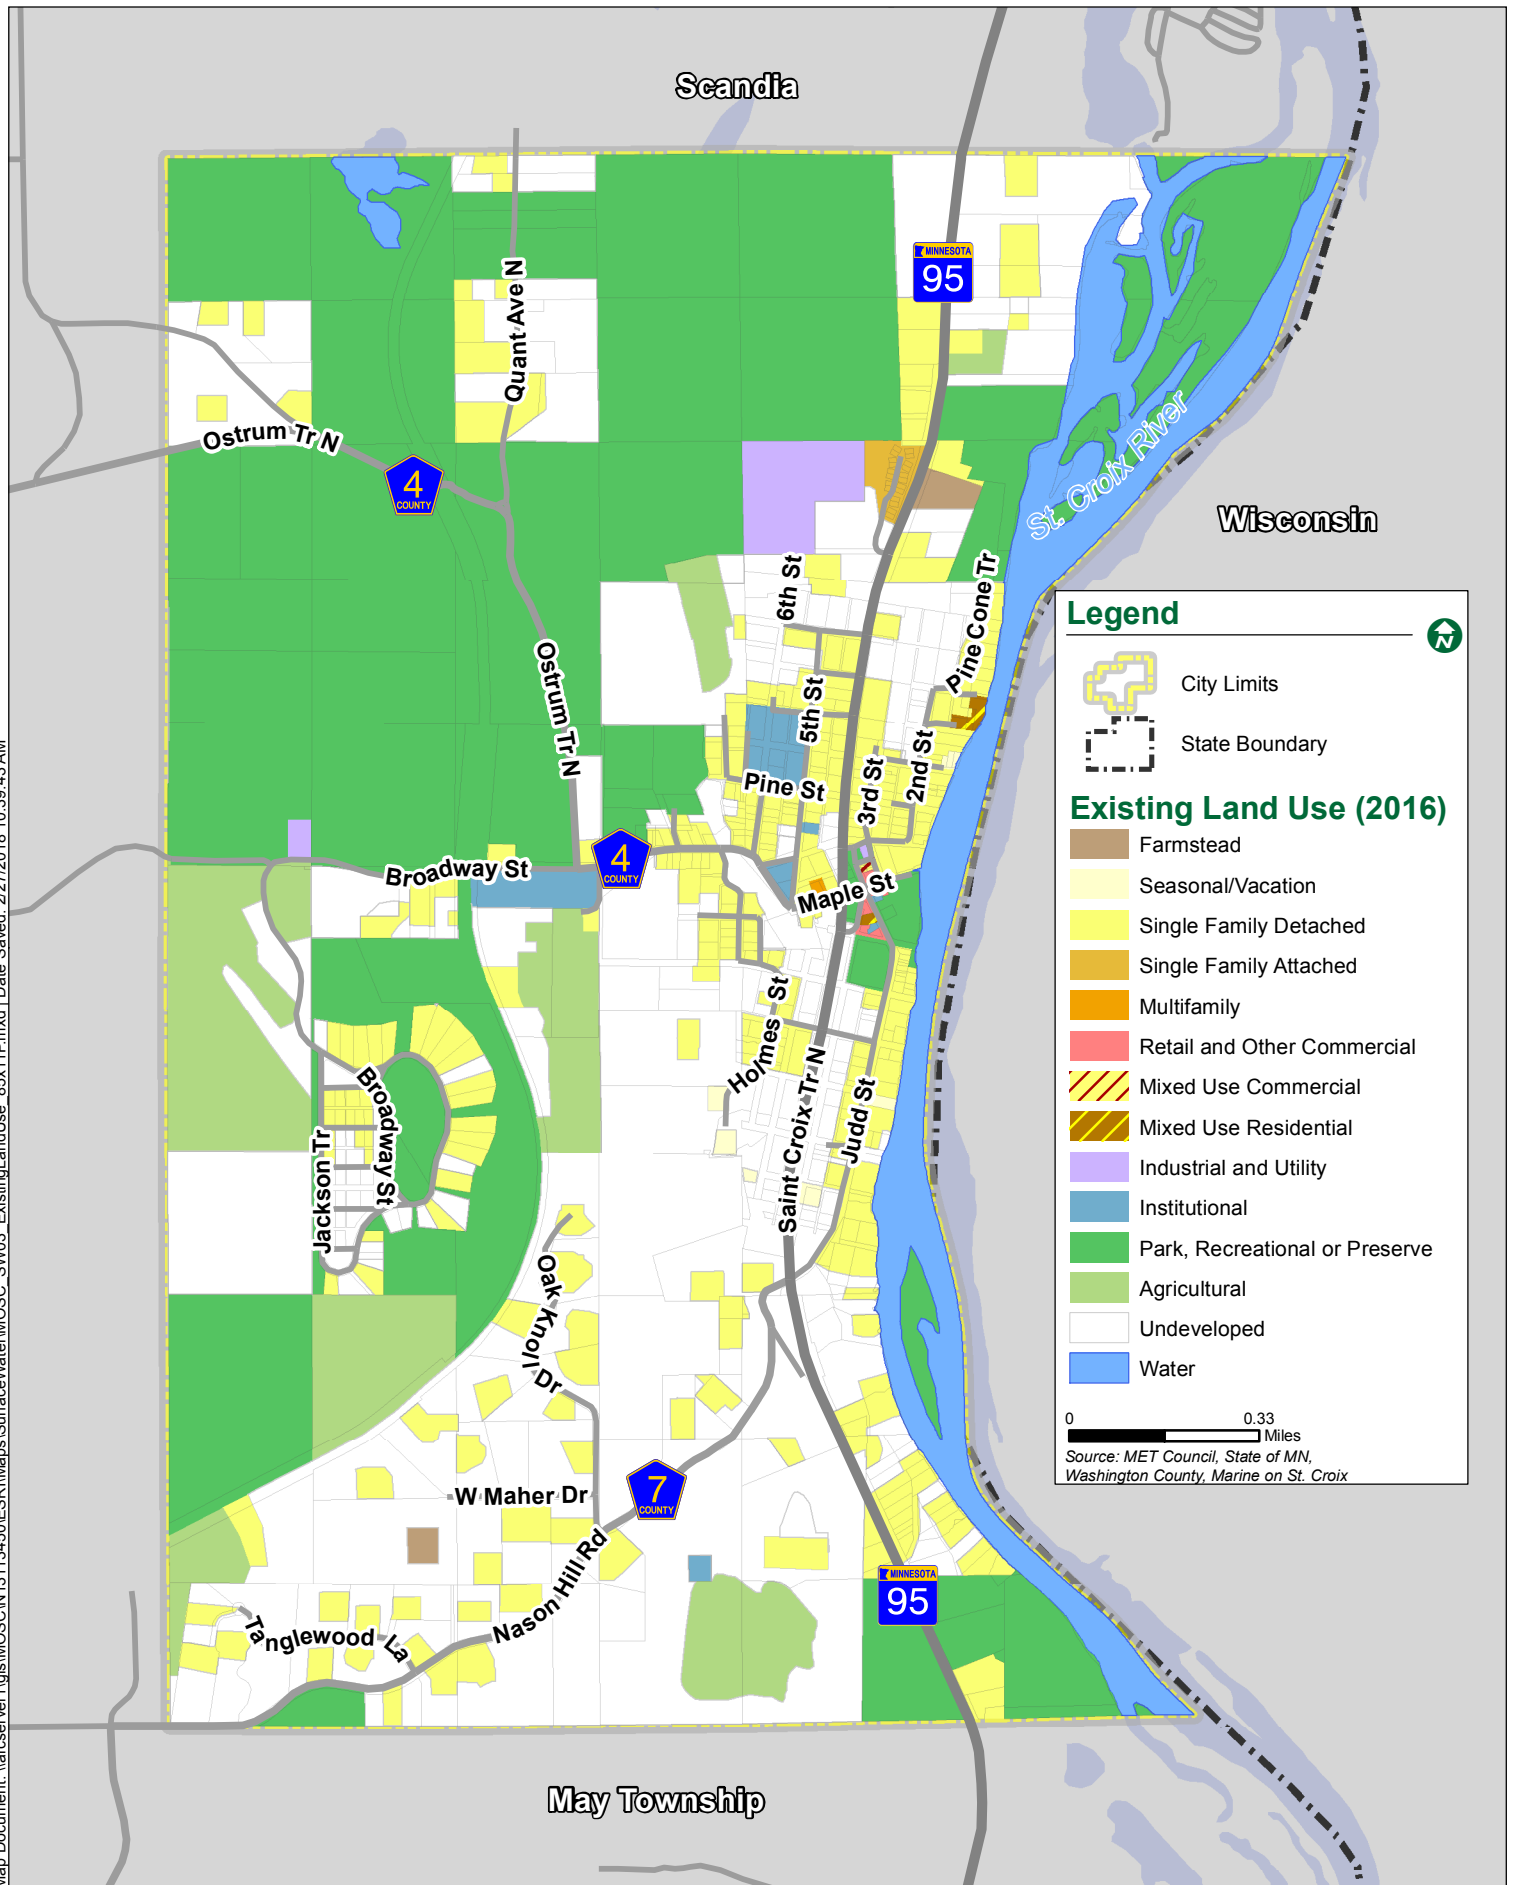 Scandia
MINNESOTA
95
Quant Ave N
Ostrum Tr N
4
COUNTY
St. Croix River
Wisconsin
6th St
Pine Cone Tr
Ostrum Tr N
5th St
Pine St
3rd St
2nd St
4
COUNTY
Broadway St
Maple St
Holmes St
Broadway St
Jackson Tr
Saint Croix Tr N
Judd St
Oak Knoll Dr
W Maher Dr
7
COUNTY
Nason Hill Rd
MINNESOTA
95
Tanglewood La
May Township
Legend
N
City Limits
State Boundary
Existing Land Use (2016)
Farmstead
Seasonal/Vacation
Single Family Detached
Single Family Attached
Multifamily
Retail and Other Commercial
Mixed Use Commercial
Mixed Use Residential
Industrial and Utility
Institutional
Park, Recreational or Preserve
Agricultural
Undeveloped
Water
0 0.33
Miles
Source: MET Council, State of MN,
Washington County, Marine on St. Croix